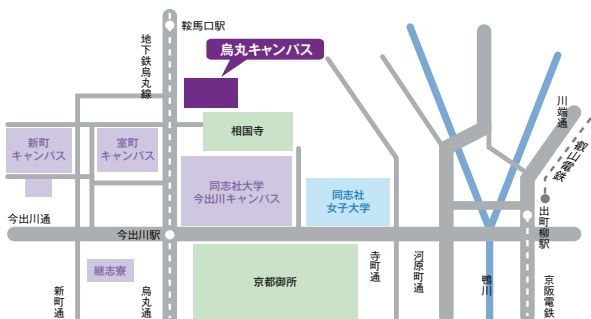 鞍馬口駅
地下鉄烏丸線
烏丸キャンパス
川端通
相国寺
新町
キャンパス
室町
キャンパス
叡山電鉄
同志社大学
今出川キャンパス
同志社
女子大学
今出川通
出町柳駅
今出川駅
寺町通
河原町通
継志寮
京都御所
鴨川
京阪電鉄
新町通
烏丸通